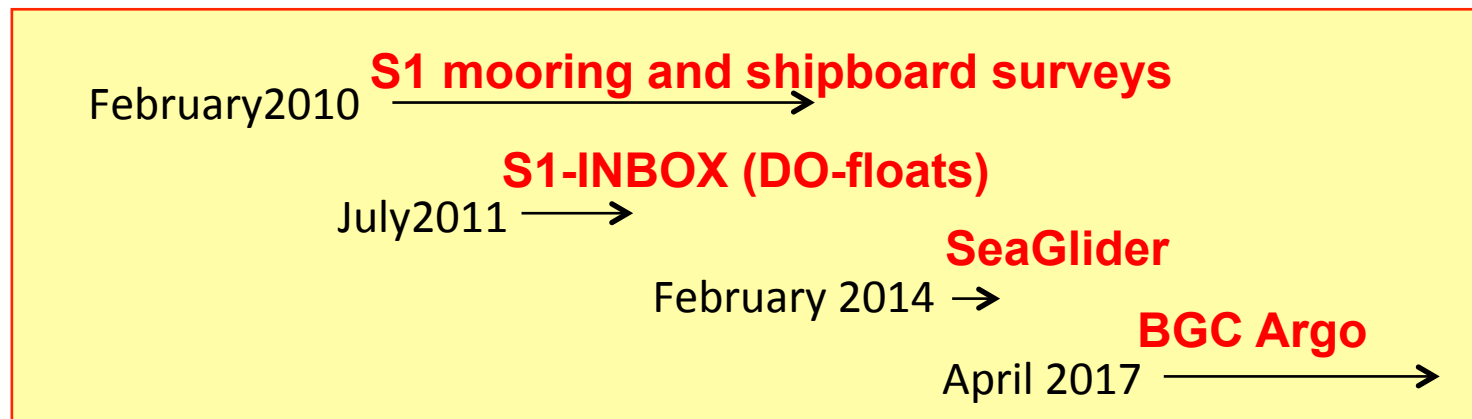 S1 mooring and shipboard surveys
February2010
S1-INBOX (DO-floats)
July2011
SeaGlider
February 2014
BGC Argo
April 2017